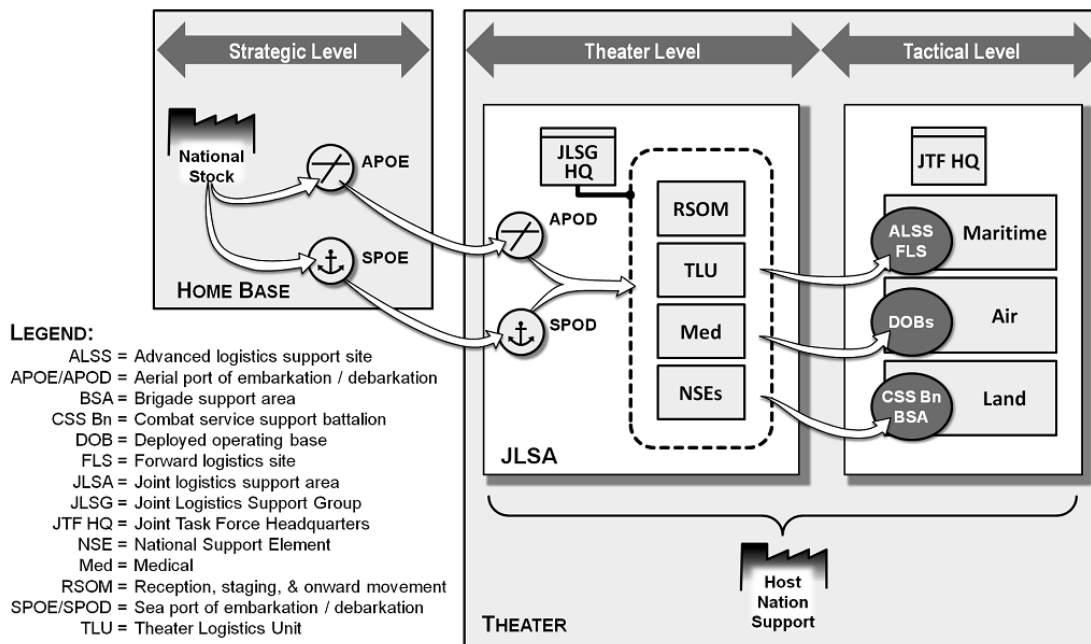 Strategic Level
Theater Level
Tactical Level
National
Stock
APOE
SPOE
HOME BASE
JLSG
HQ
APOD
SPOD
RSOM
TLU
Med
NSEs
JLSA
JTF HQ
ALSS
FLS
Maritime
DOBs
Air
CSS Bn
BSA
Land
Host
Nation
Support
THEATER
LEGEND:
ALSS = Advanced logistics support site
APOE/APOD = Aerial port of embarkation / debarkation
BSA = Brigade support area
CSS Bn = Combat service support battalion
DOB = Deployed operating base
FLS = Forward logistics site
JLSA = Joint logistics support area
JLSG = Joint Logistics Support Group
JTF HQ = Joint Task Force Headquarters
NSE = National Support Element
Med = Medical
RSOM = Reception, staging, & onward movement
SPOE/SPOD = Sea port of embarkation / debarkation
TLU = Theater Logistics Unit